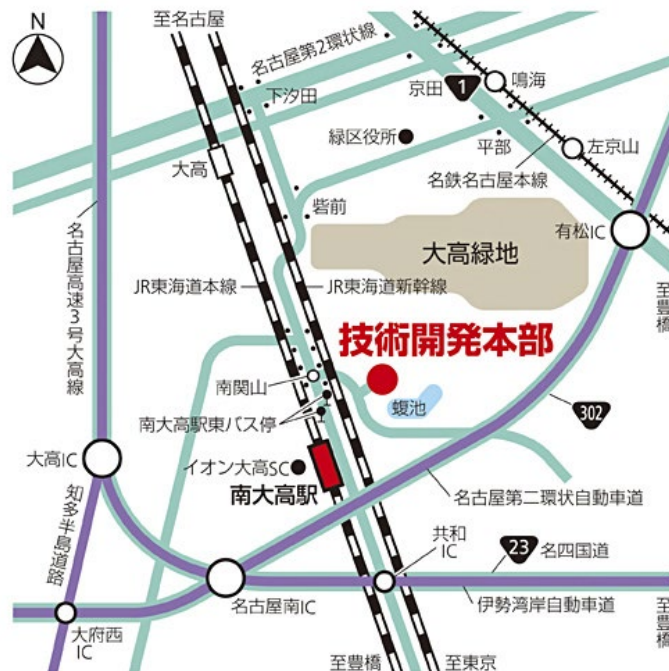 至名古屋
N
名古屋第2環状線
京田
1
鳴海
下汐田
緑区役所
平部
左京山
大高
名鉄名古屋本線
砦前
有松IC
大高緑地
名古屋高速3号大高線
JR東海道本線
JR東海道新幹線
至豊橋
至豊橋
技術開発本部
南関山
蝮池
302
南大高駅東バス停
大高IC
イオン大高SC
南大高駅
名古屋第二環状自動車道
知多半島道路
共和
IC
23
名四国道
名古屋南IC
伊勢湾岸自動車道
大府西
IC
至豊橋
至豊橋
至東京